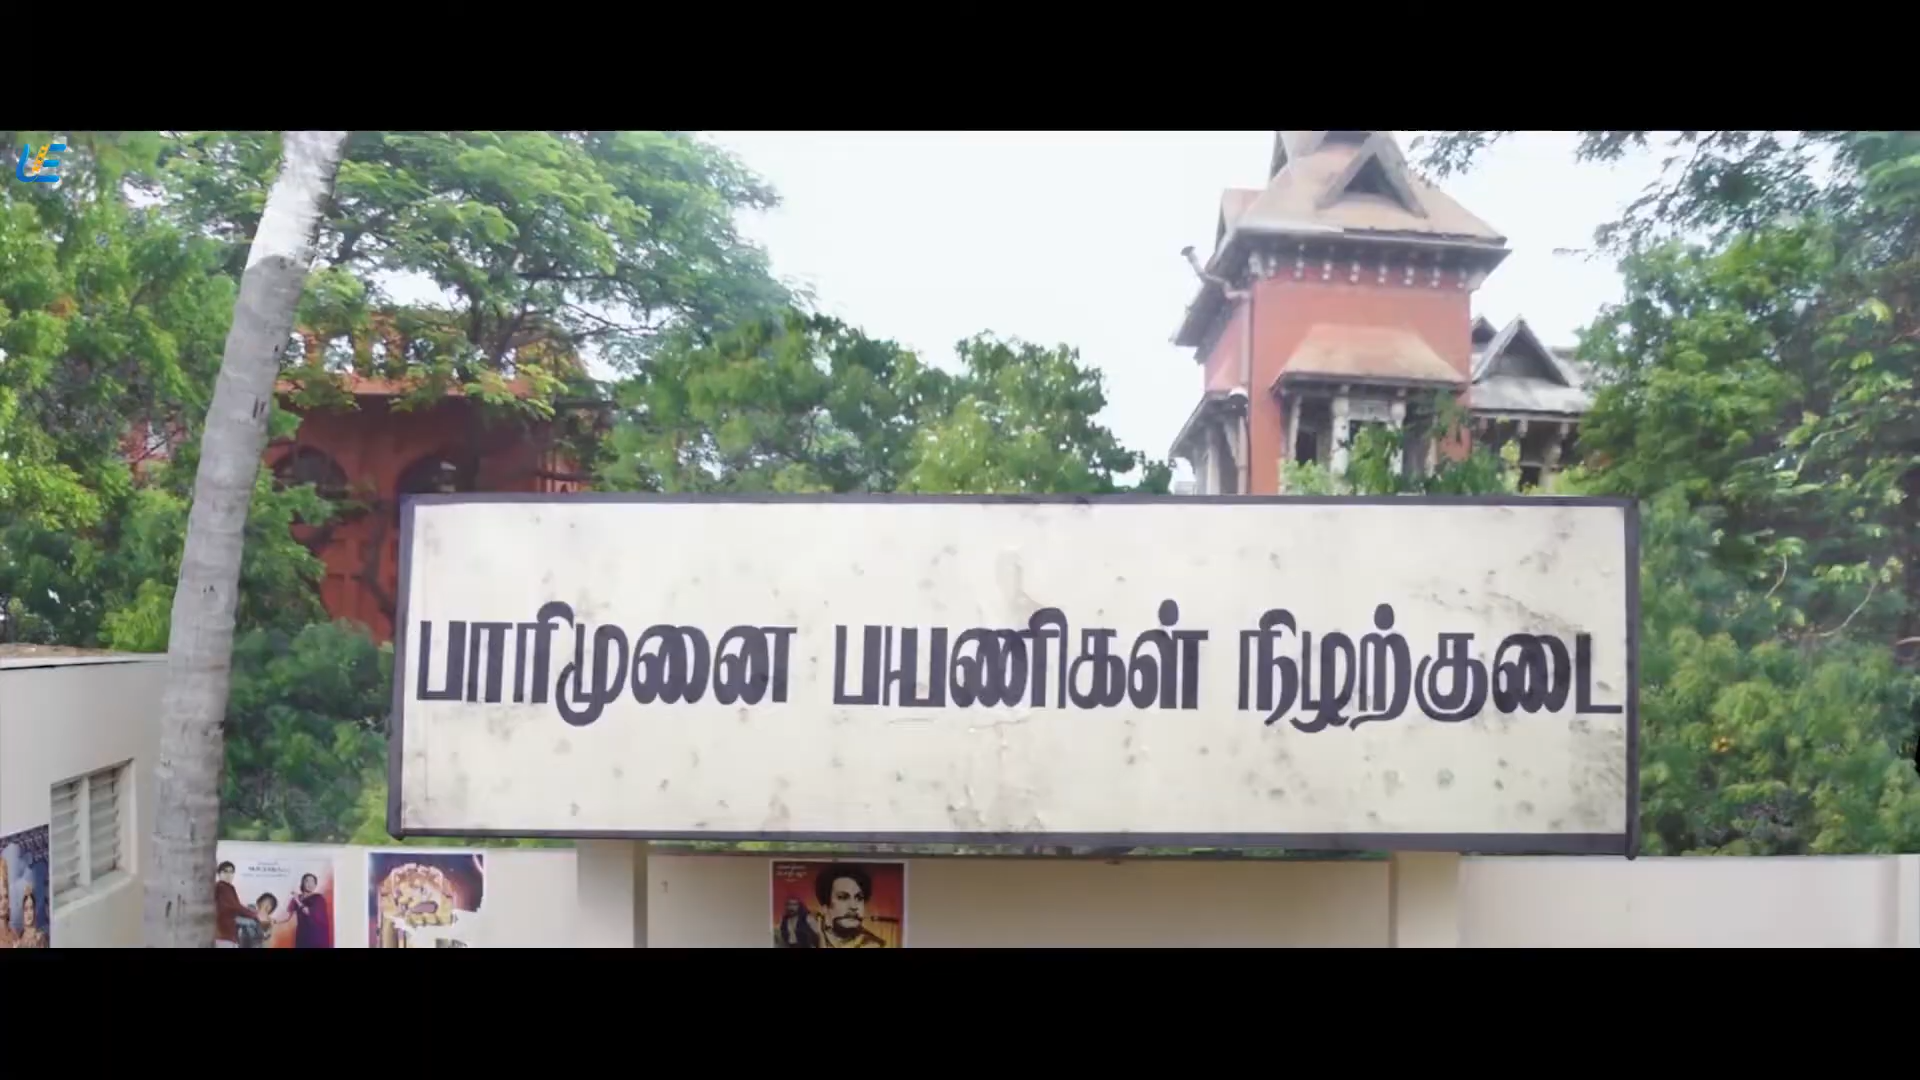 பாரிமுனை பயணிகள் நிழற்குடை